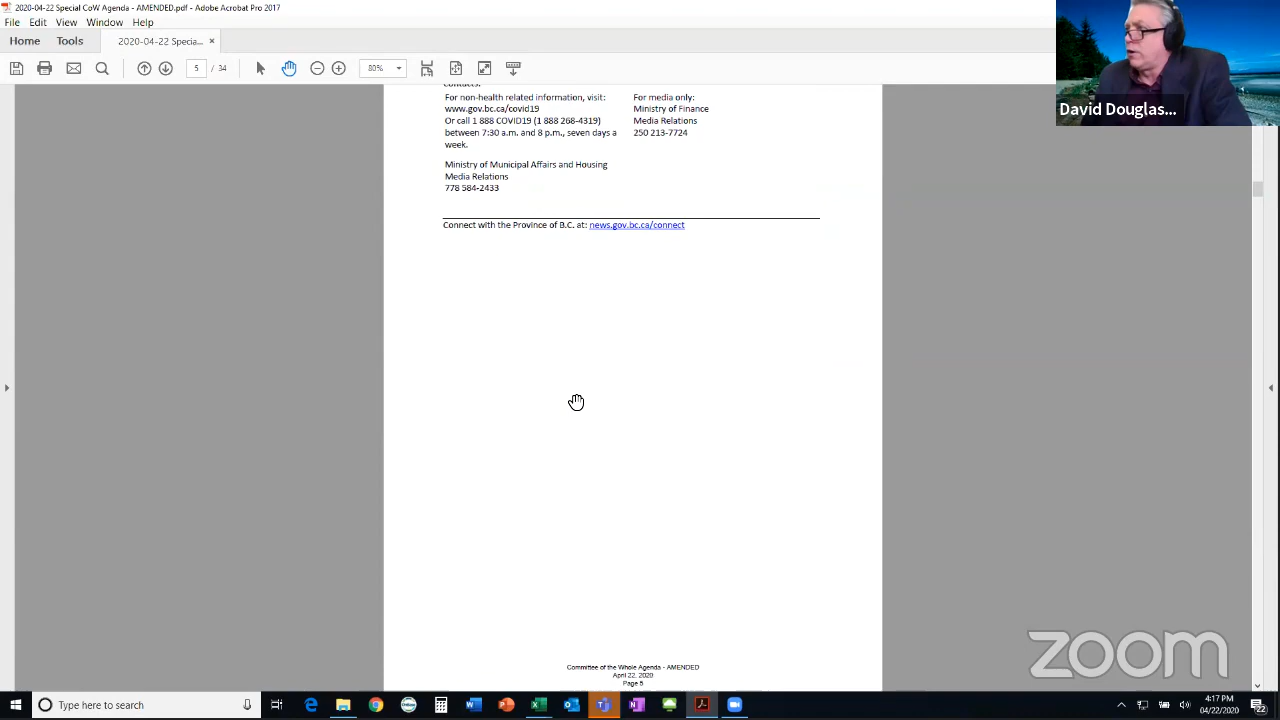 2020-04-22 Special CoW Agenda - AMENDED.pdf - Adobe Acrobat Pro 2017
File Edit View Window Help
Home Tools 2020-04-22 Specia... ×
5 / 34 80%
David Douglas...
Contacts:
For non-health related information, visit:
www.gov.bc.ca/covid19
Or call 1 888 COVID19 (1 888 268-4319)
between 7:30 a.m. and 8 p.m., seven days a
week.
For media only:
Ministry of Finance
Media Relations
250 213-7724
Ministry of Municipal Affairs and Housing
Media Relations
778 584-2433
Connect with the Province of B.C. at: news.gov.bc.ca/connect
Committee of the Whole Agenda - AMENDED
April 22, 2020
Page 5
zoom
Type here to search
4:17 PM
04/22/2020
22